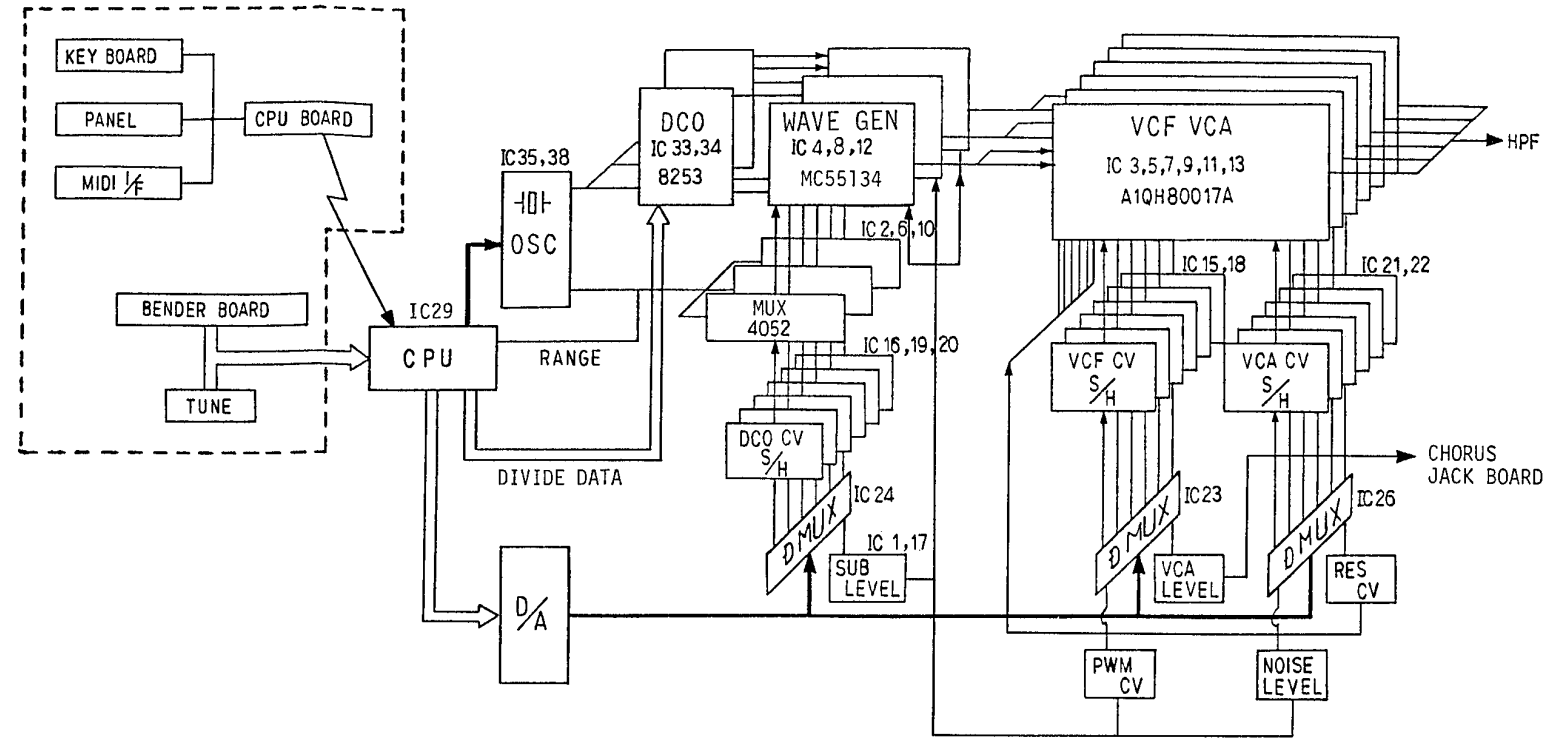 KEY BOARD
PANEL
MIDI I/F
CPU BOARD
BENDER BOARD
TUNE
IC29
CPU
RANGE
DIVIDE DATA
IC35,38
OSC
DCO
IC 33,34
8253
WAVE GEN
IC 4,8,12
MC5534
IC 2,6,10
MUX
4052
IC 16,19,20
DCO CV
S/H
IC24
D MUX
IC 1,17
SUB
LEVEL
D/A
VCF VCA
IC 3,5,7,9,11,13
A1QH80017A
HPF
IC 15,18
VCF CV
S/H
IC 21,22
VCA CV
S/H
CHORUS
JACK BOARD
IC23
D MUX
VCA
LEVEL
IC26
D MUX
RES
CV
PWM
CV
NOISE
LEVEL